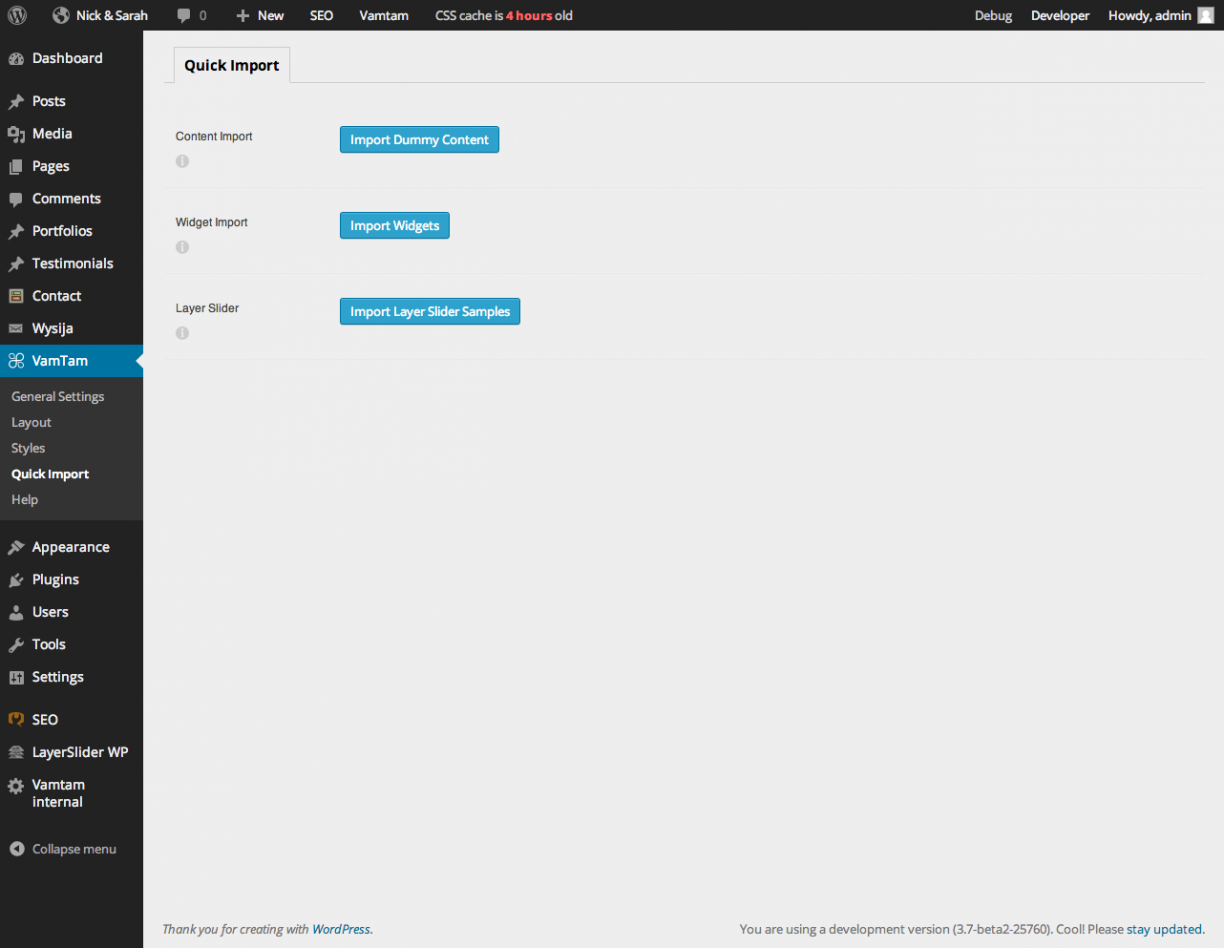 Nick & Sarah 0 New SEO Vamtam CSS cache is 4 hours old Debug Developer Howdy, admin
Dashboard
Posts
Media
Pages
Comments
Portfolios
Testimonials
Contact
Wysija
VamTam
General Settings
Layout
Styles
Quick Import
Help
Appearance
Plugins
Users
Tools
Settings
SEO
LayerSlider WP
Vamtam
internal
Collapse menu
Quick Import
Content Import
Import Dummy Content
Widget Import
Import Widgets
Layer Slider
Import Layer Slider Samples
Thank you for creating with WordPress. You are using a development version (3.7-beta2-25760). Cool! Please stay updated.